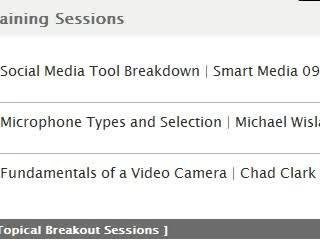 aining Sessions
Social Media Tool Breakdown | Smart Media 09
Microphone Types and Selection | Michael Wisla
Fundamentals of a Video Camera | Chad Clark
Topical Breakout Sessions ]